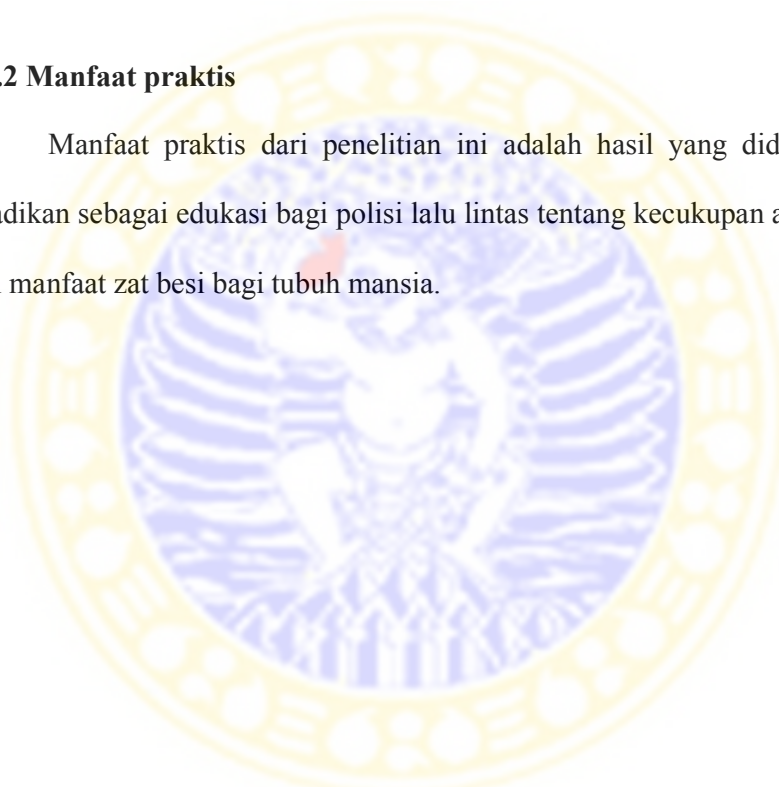 .2 Manfaat praktis
Manfaat praktis dari penelitian ini adalah hasil yang did
adikan sebagai edukasi bagi polisi lalu lintas tentang kecukupan a
manfaat zat besi bagi tubuh mansia.